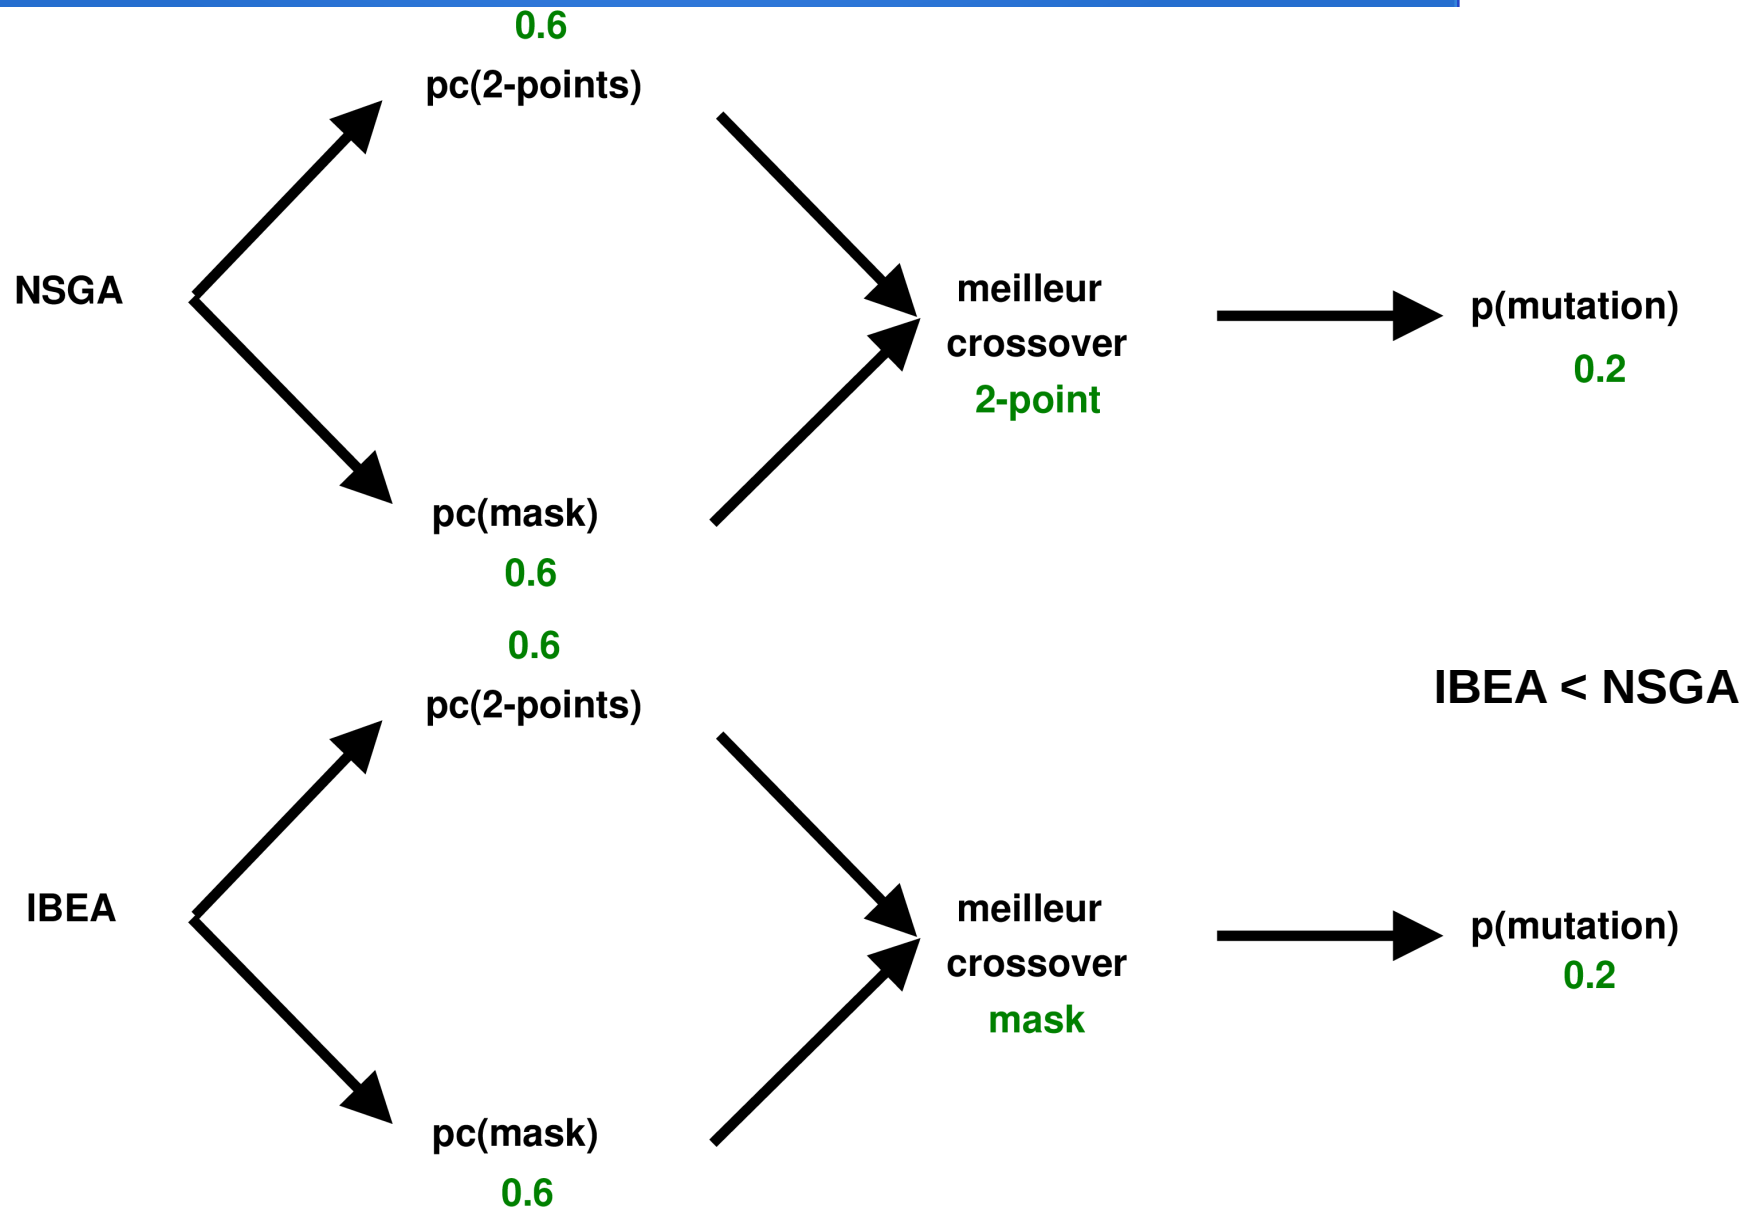 0.6
pc(2-points)
NSGA
meilleur
crossover
2-point
p(mutation)
0.2
pc(mask)
0.6
0.6
pc(2-points)
IBEA < NSGA
IBEA
meilleur
crossover
mask
p(mutation)
0.2
pc(mask)
0.6